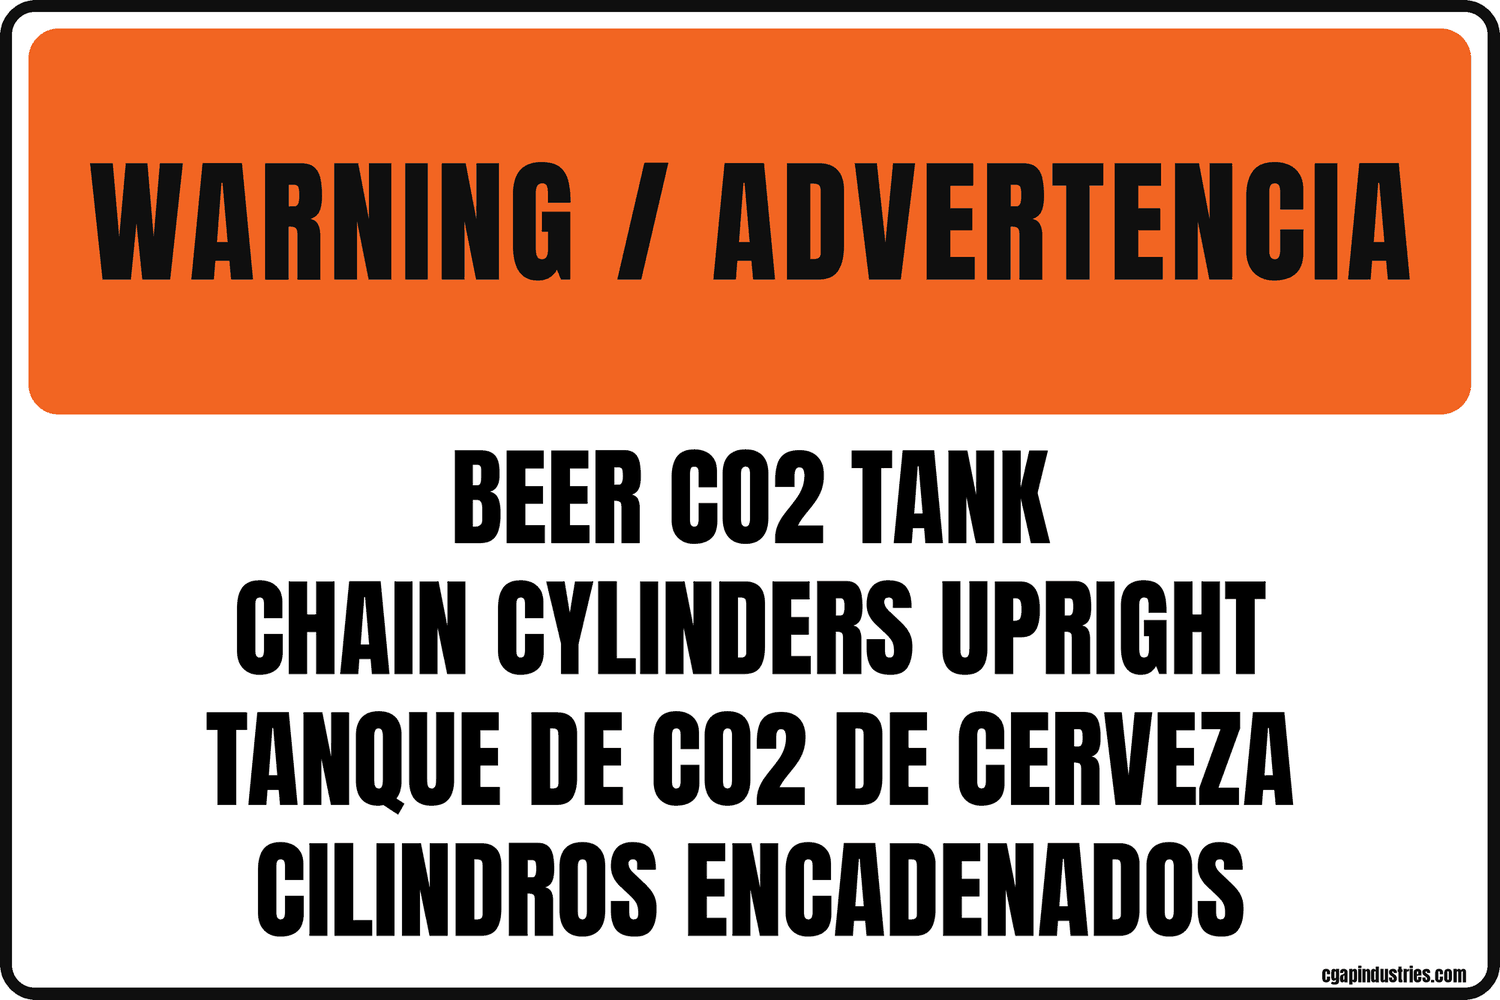 WARNING / ADVERTENCIA
BEER CO2 TANK
CHAIN CYLINDERS UPRIGHT
TANQUE DE CO2 DE CERVEZA
CILINDROS ENCADENADOS
cgapindustries.com